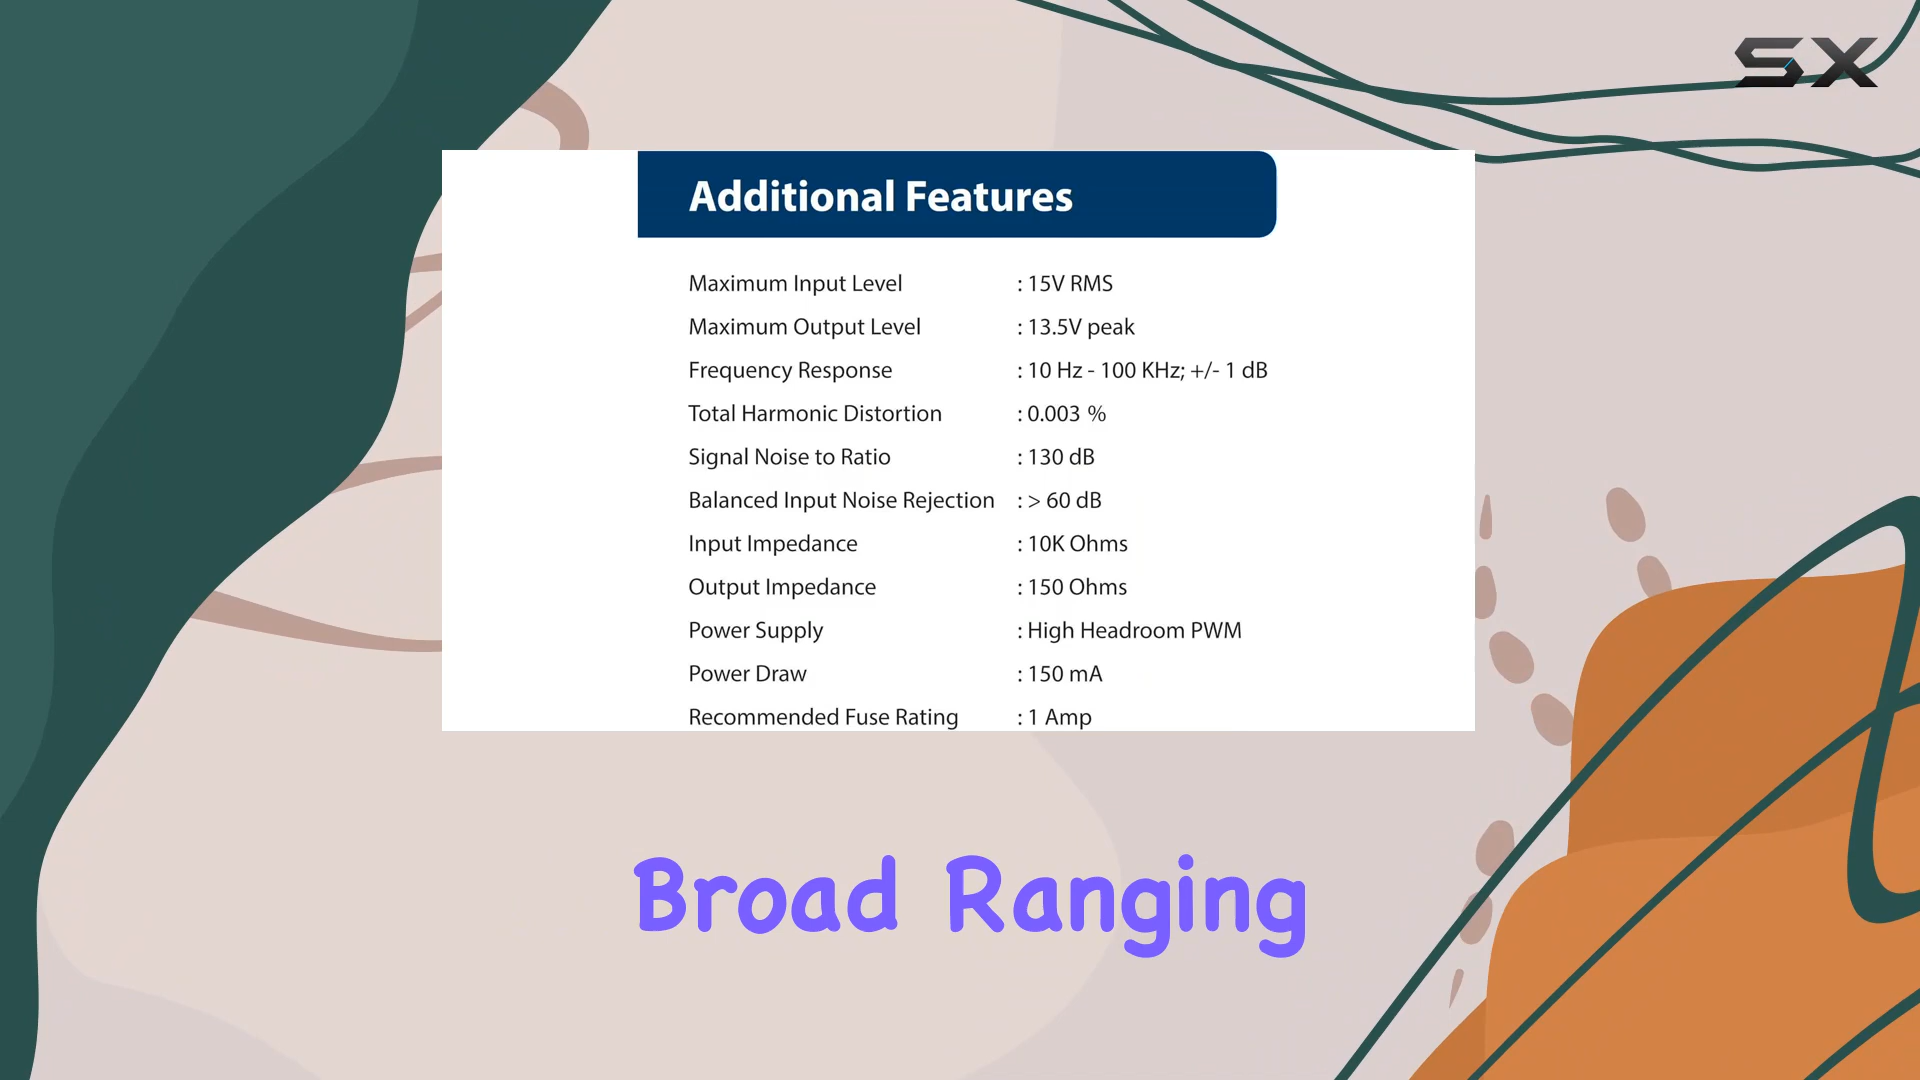 SX
Additional Features
Maximum Input Level : 15V RMS
Maximum Output Level : 13.5V peak
Frequency Response : 10 Hz - 100 KHz; +/- 1 dB
Total Harmonic Distortion : 0.003 %
Signal Noise to Ratio : 130 dB
Balanced Input Noise Rejection : > 60 dB
Input Impedance : 10K Ohms
Output Impedance : 150 Ohms
Power Supply : High Headroom PWM
Power Draw : 150 mA
Recommended Fuse Rating : 1 Amp
Broad Ranging